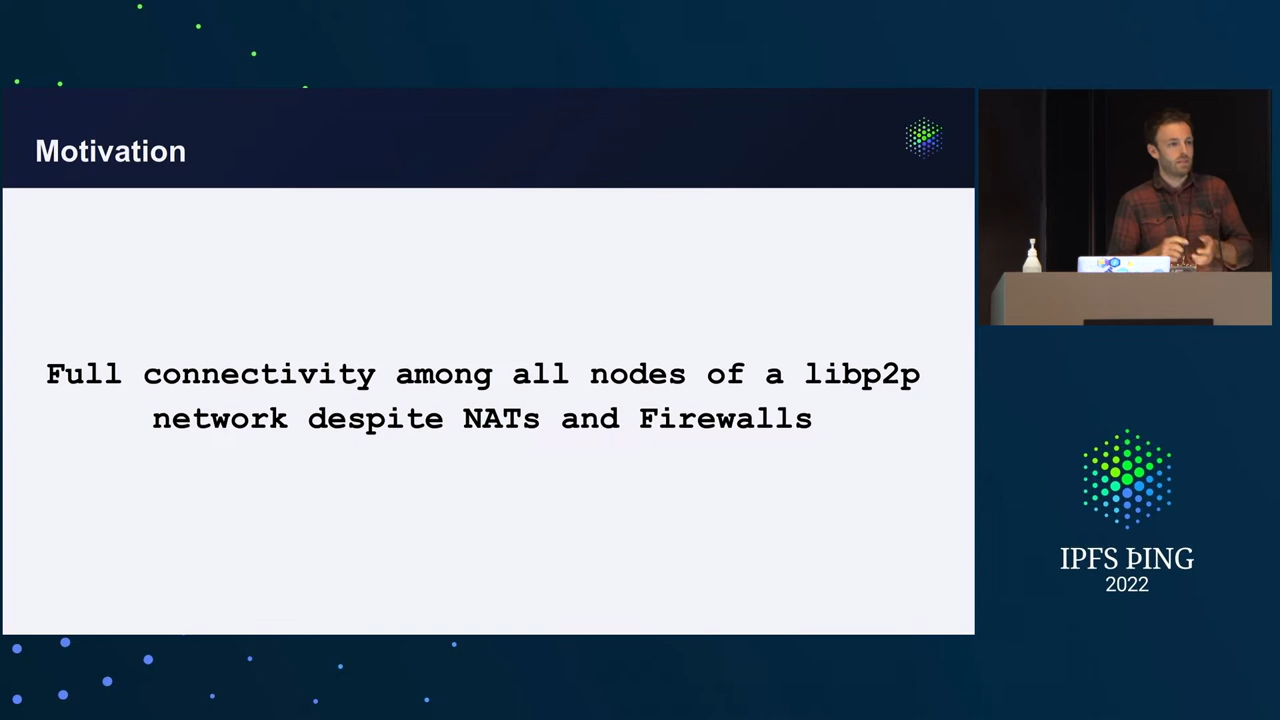 Motivation
Full connectivity among all nodes of a libp2p
network despite NATs and Firewalls
IPFS ÞING
2022